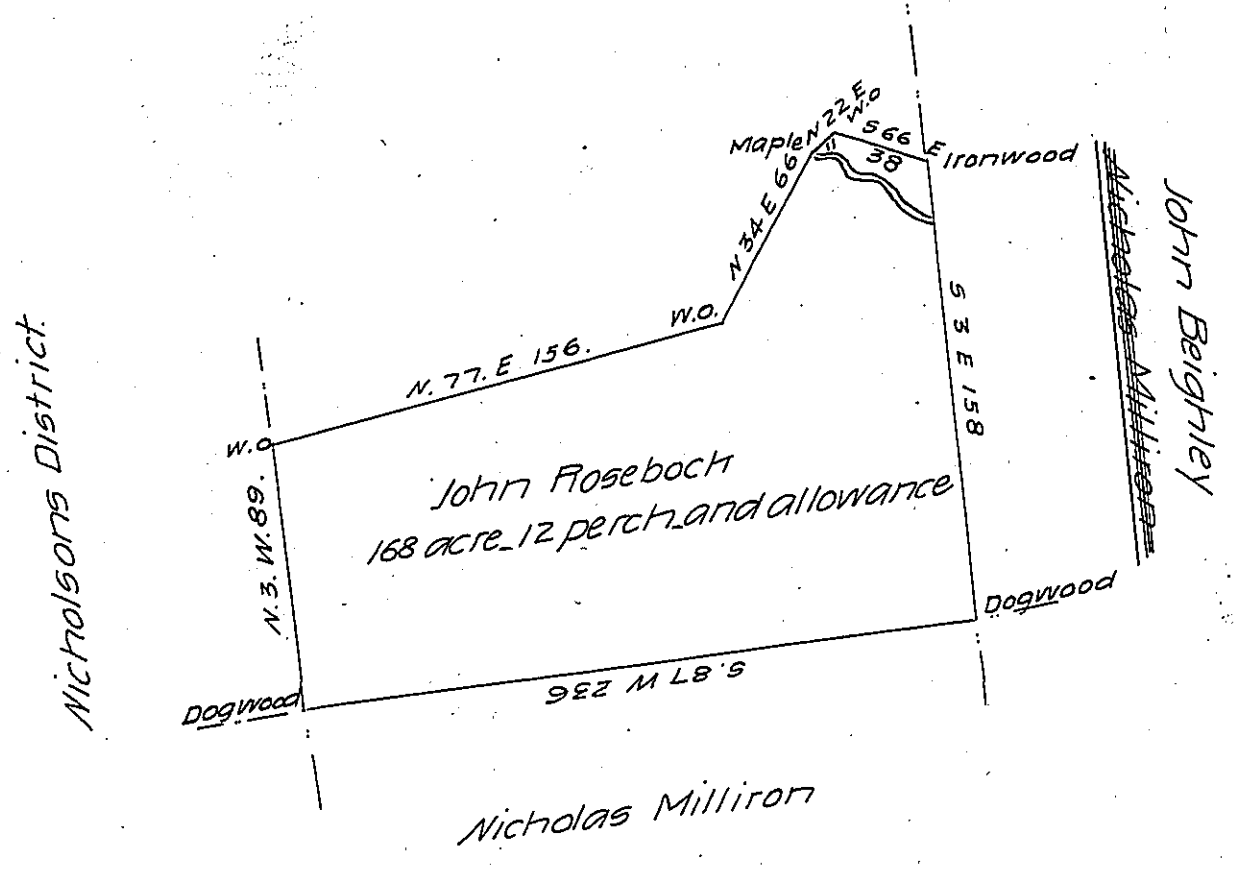 Maple
N 22 E
11
W.O
S 66 E
38
Ironwood
N 34 E 66
John Beighley
Nicholas Milliron
Nicholsons District.
W.O.
N. 77. E 156.
S 3 E 158
W.O
John Roseboch
168 acre 12 perch and allowance
N. 3. W. 89.
Dogwood
S. 87 W 236
Dogwood
Nicholas Milliron